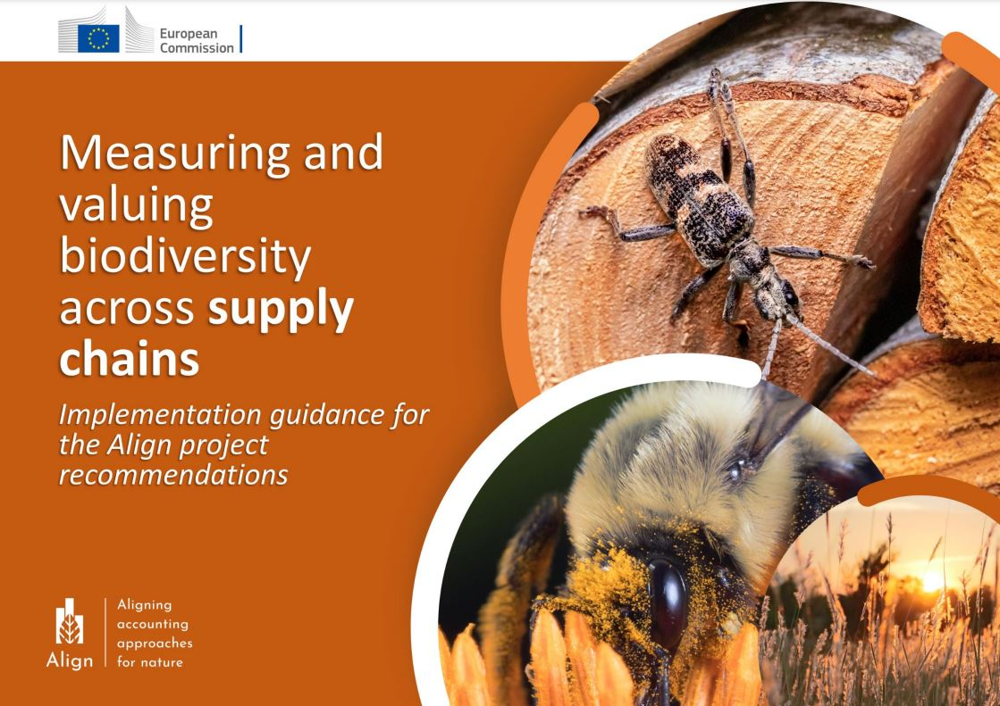 European
Commission
Measuring and
valuing
biodiversity
across supply
chains
Implementation guidance for
the Align project
recommendations
Align
Aligning
accounting
approaches
for nature